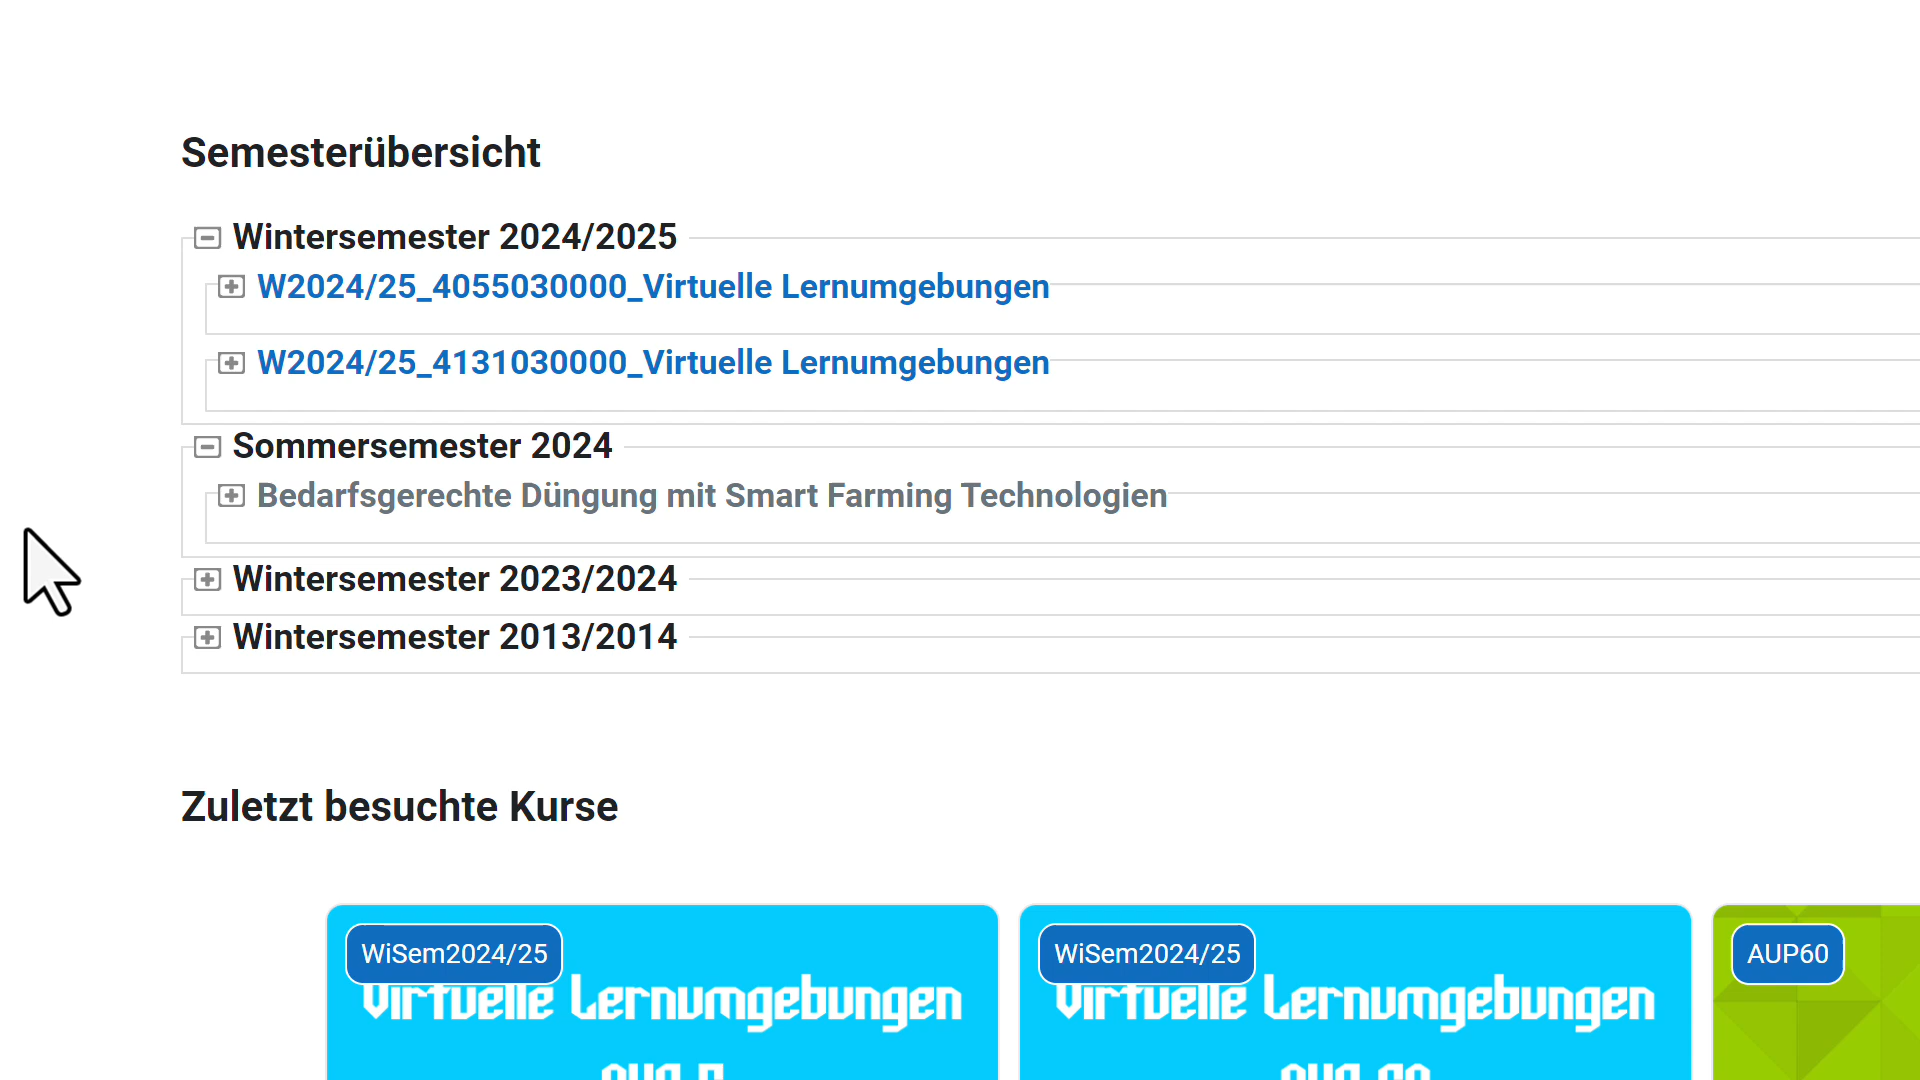 Semesterübersicht
Wintersemester 2024/2025
W2024/25_4055030000_Virtuelle Lernumgebungen
W2024/25_4131030000_Virtuelle Lernumgebungen
Sommersemester 2024
Bedarfsgerechte Düngung mit Smart Farming Technologien
Wintersemester 2023/2024
Wintersemester 2013/2014
Zuletzt besuchte Kurse
WiSem2024/25
Virtuelle Lernumgebungen
WiSem2024/25
Virtuelle Lernumgebungen
AUP60